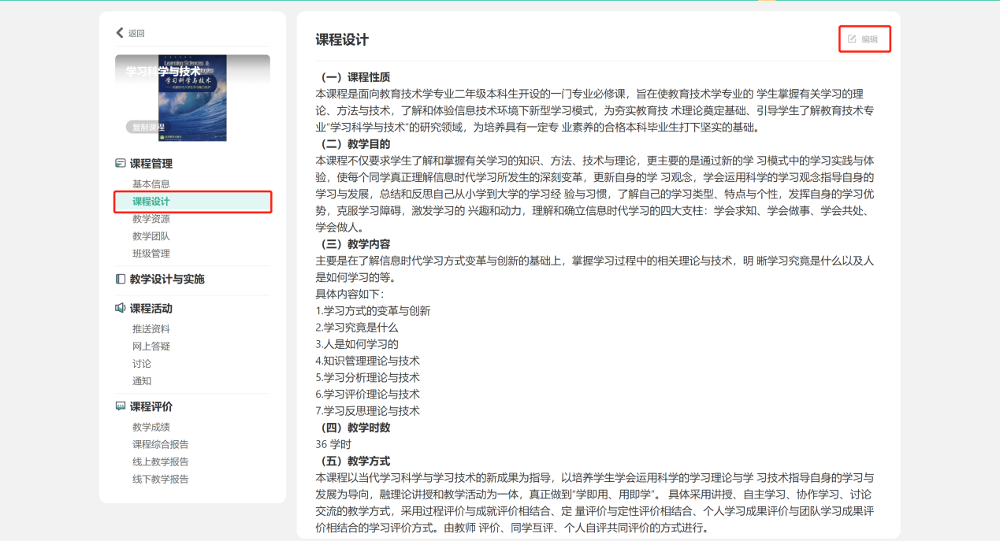 返回
Learning Sciences &
学习科学与技术
学习科学与技术
复制课程
课程管理
基本信息
课程设计
教学资源
教学团队
班级管理
教学设计与实施
课程活动
推送资料
网上答疑
讨论
通知
课程评价
教学成绩
课程综合报告
线上教学报告
线下教学报告
课程设计
编辑
（一）课程性质
本课程是面向教育技术学专业二年级本科生开设的一门专业必修课，旨在使教育技术学专业的 学生掌握有关学习的理
论、方法与技术，了解和体验信息技术环境下新型学习模式，为夯实教育技 术理论奠定基础、引导学生了解教育技术专
业"学习科学与技术"的研究领域，为培养具有一定专 业素养的合格本科毕业生打下坚实的基础。
（二）教学目的
本课程不仅要求学生了解和掌握有关学习的知识、方法、技术与理论，更主要的是通过新的学 习模式中的学习实践与体
验，使每个同学真正理解信息时代学习所发生的深刻变革，更新自身的学 习观念，学会运用科学的学习观念指导自身的
学习与发展，总结和反思自己从小学到大学的学习经 验与习惯，了解自己的学习类型、特点与个性，发挥自身的学习优
势，克服学习障碍，激发学习的 兴趣和动力，理解和确立信息时代学习的四大支柱：学会求知、学会做事、学会共处、
学会做人。
（三）教学内容
主要是在了解信息时代学习方式变革与创新的基础上，掌握学习过程中的相关理论与技术，明 晰学习究竟是什么以及人
是如何学习的等。
具体内容如下：
1.学习方式的变革与创新
2.学习究竟是什么
3.人是如何学习的
4.知识管理理论与技术
5.学习分析理论与技术
6.学习评价理论与技术
7.学习反思理论与技术
（四）教学时数
36 学时
（五）教学方式
本课程以当代学习科学与学习技术的新成果为指导，以培养学生学会运用科学的学习理论与学 习技术指导自身的学习与
发展为导向，融理论讲授和教学活动为一体，真正做到"学即用、用即学"。 具体采用讲授、自主学习、协作学习、讨论
交流的教学方式，采用过程评价与成就评价相结合、定 量评价与定性评价相结合、个人学习成果评价与团队学习成果评
价相结合的学习评价方式。由教师 评价、同学互评、个人自评共同评价的方式进行。